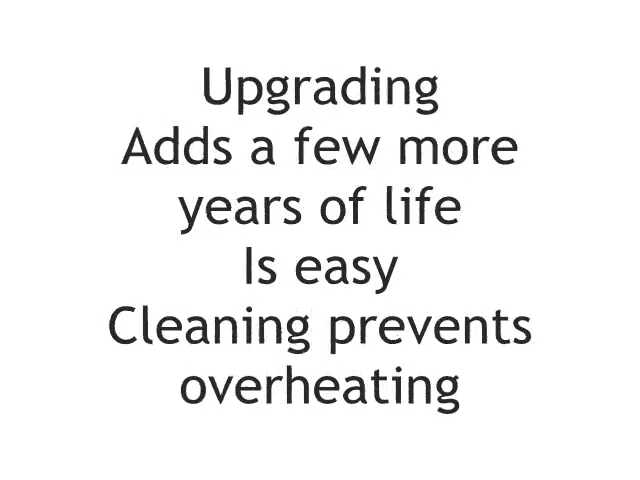 Upgrading
Adds a few more
years of life
Is easy
Cleaning prevents
overheating